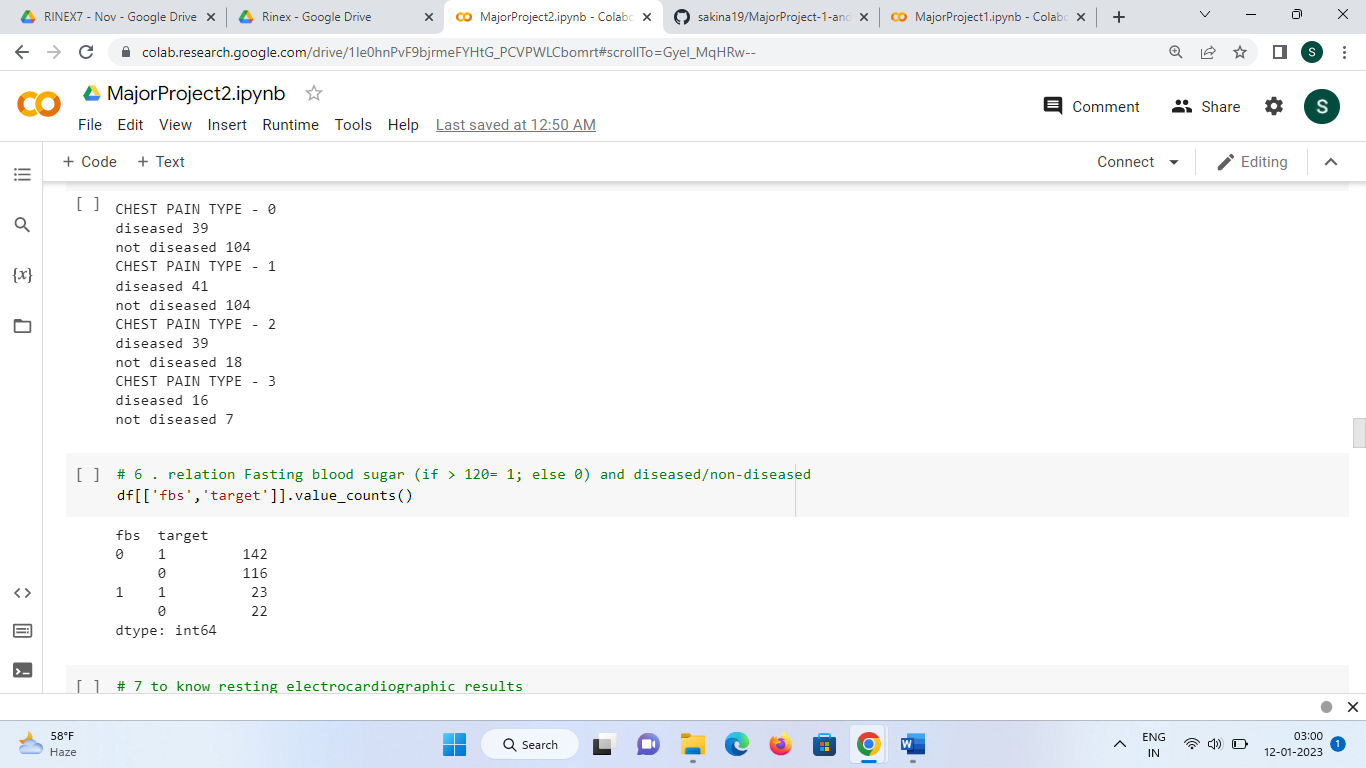 RINEX7 - Nov - Google Drive
Rinex - Google Drive
MajorProject2.ipynb - Colabo
sakina19/MajorProject-1-and
MajorProject1.ipynb - Colabo
colab.research.google.com/drive/1Ie0hnPvF9bjrmeFYHtG_PCVPWLCbomrt#scrollTo=Gyel_MqHRw--
S
MajorProject2.ipynb
Comment
Share
S
File Edit View Insert Runtime Tools Help Last saved at 12:50 AM
+ Code + Text
Connect
Editing
{x}
[ ]
CHEST PAIN TYPE - 0
diseased 39
not diseased 104
CHEST PAIN TYPE - 1
diseased 41
not diseased 104
CHEST PAIN TYPE - 2
diseased 39
not diseased 18
CHEST PAIN TYPE - 3
diseased 16
not diseased 7
[ ] # 6 . relation Fasting blood sugar (if > 120= 1; else 0) and diseased/non-diseased
df[['fbs','target']].value_counts()
fbs target
0 1 142
0 116
1 1 23
0 22
dtype: int64
[ ] # 7 to know resting electrocardiographic results
58°F
Haze
Search
ENG
IN
03:00
12-01-2023
1